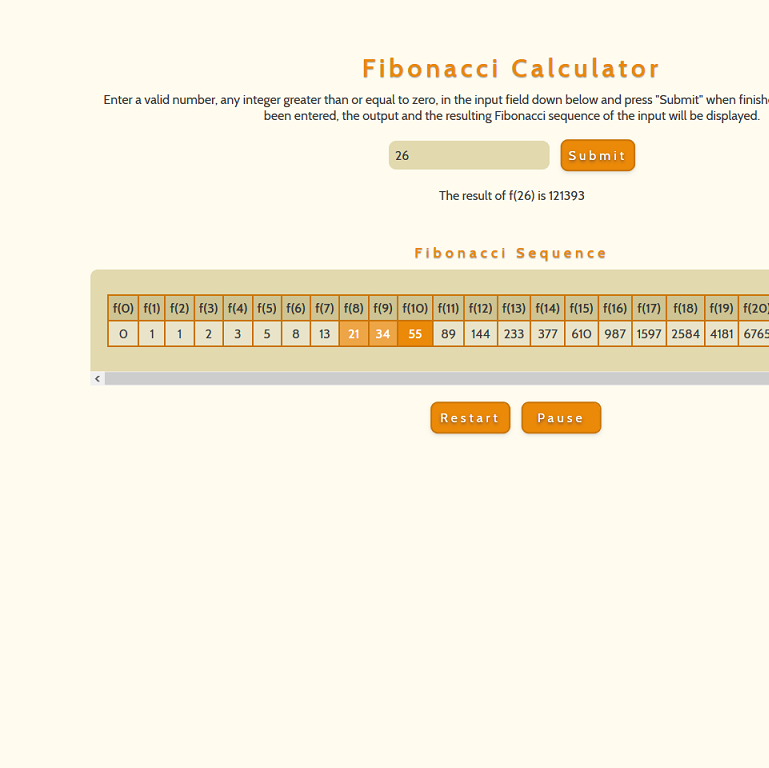 Fibonacci Calculator
Enter a valid number, any integer greater than or equal to zero, in the input field down below and press "Submit" when
been entered, the output and the resulting Fibonacci sequence of the input will be displayed.
26 Submit
The result of f(26) is 121393
Fibonacci Sequence
f(0) f(1) f(2) f(3) f(4) f(5) f(6) f(7) f(8) f(9) f(10) f(11) f(12) f(13) f(14) f(15) f(16) f(17) f(18) f(19) f(20)
0 1 1 2 3 5 8 13 21 34 55 89 144 233 377 610 987 1597 2584 4181 6765
Restart Pause